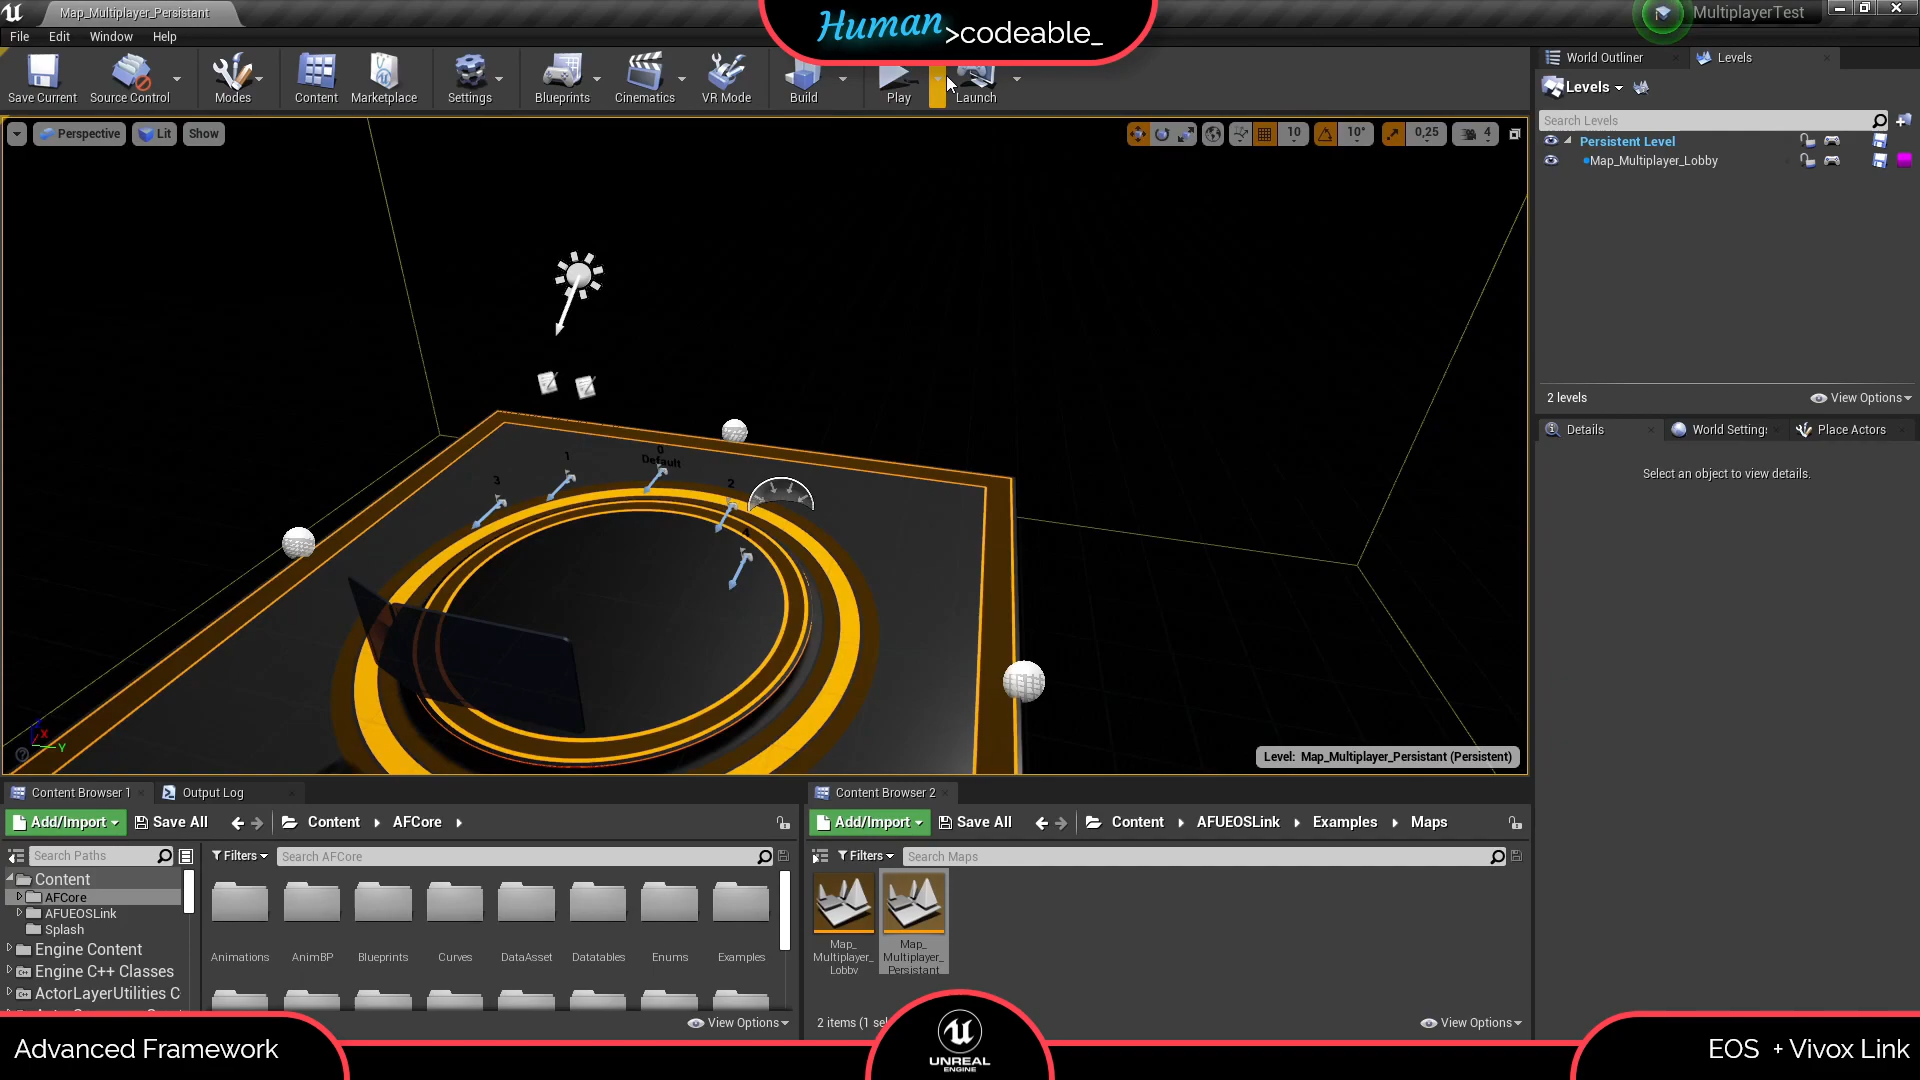 Map_Multiplayer_Persistant
Human >codeable_
MultiplayerTest
File Edit Window Help
World Outliner
Levels
Save Current
Source Control
Modes
Content
Marketplace
Settings
Blueprints
Cinematics
VR Mode
Build
Play
Launch
Levels
Search Levels
Perspective
Lit
Show
10
10°
0,25
4
Persistent Level
Map_Multiplayer_Lobby
2 levels
View Options
Details
World Settings
Place Actors
Select an object to view details.
0
Default
1
2
3
X
Y
Level: Map_Multiplayer_Persistant (Persistent)
Content Browser 1
Output Log
Content Browser 2
Add/Import
Save All
Content
AFCore
Add/Import
Save All
Content
AFUEOSLink
Examples
Maps
Search Paths
Filters
Search AFCore
Filters
Search Maps
Content
AFCore
AFUEOSLink
Splash
Engine Content
Engine C++ Classes
ActorLayerUtilities C
Animations
AnimBP
Blueprints
Curves
DataAsset
Datatables
Enums
Examples
Map_
Multiplayer_
Lobby
Map_
Multiplayer_
Persistant
View Options
2 items (1 sel
View Options
Advanced Framework
UNREAL
ENGINE
EOS + Vivox Link